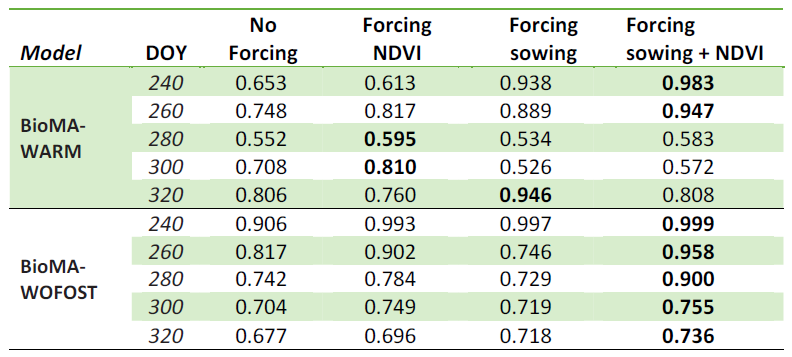 Model DOY No Forcing Forcing NDVI Forcing sowing Forcing sowing + NDVI
BioMA-WARM 240 0.653 0.613 0.938 0.983
260 0.748 0.817 0.889 0.947
280 0.552 0.595 0.534 0.583
300 0.708 0.810 0.526 0.572
320 0.806 0.760 0.946 0.808
BioMA-WOFOST 240 0.906 0.993 0.997 0.999
260 0.817 0.902 0.746 0.958
280 0.742 0.784 0.729 0.900
300 0.704 0.749 0.719 0.755
320 0.677 0.696 0.718 0.736